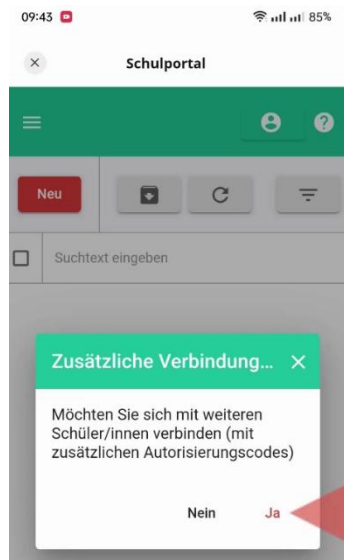 09:43 85%
Schulportal
Neu
Suchtext eingeben
Zusätzliche Verbindung...
Möchten Sie sich mit weiteren
Schüler/innen verbinden (mit
zusätzlichen Autorisierungscodes)
Nein Ja